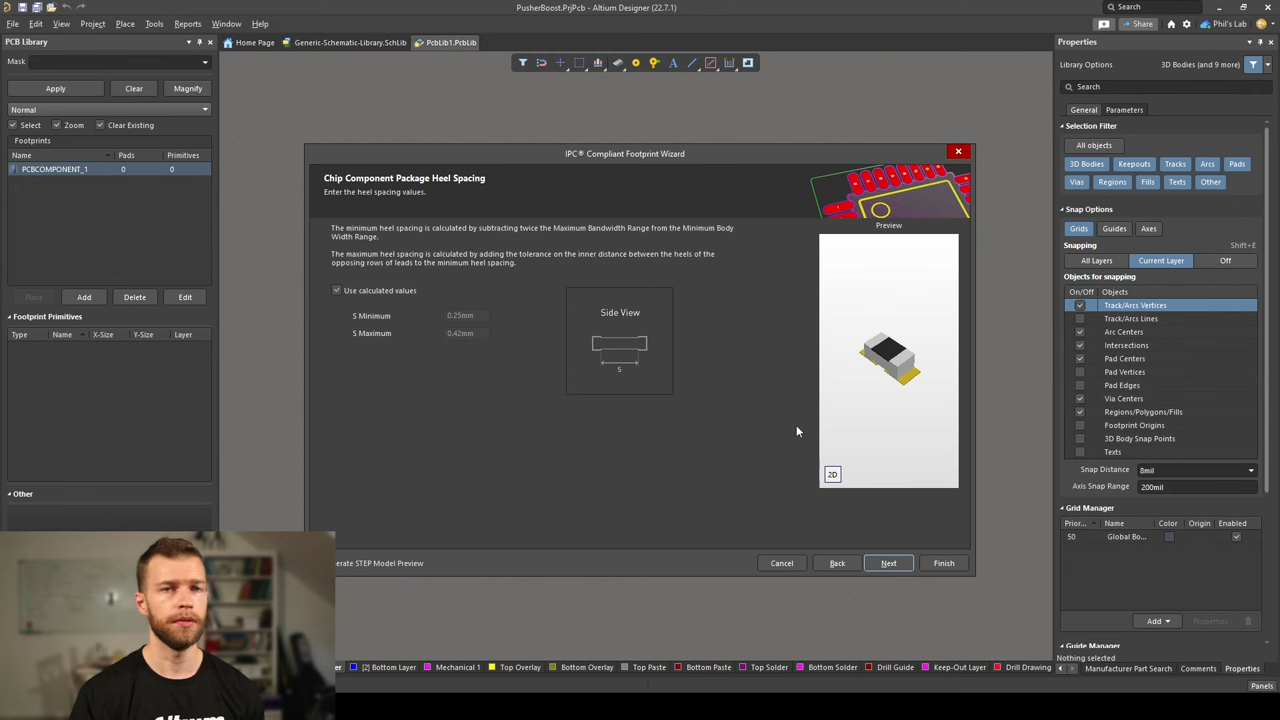 PusherBoost.PrjPcb - Altium Designer (22.7.1)
Search
File Edit View Project Place Tools Reports Window Help
Share
Phil's Lab
PCB Library
Home Page
Generic-Schematic-Library.SchLib
PcbLib1.PcbLib
Properties
Mask
Library Options
3D Bodies (and 9 more)
Search
Apply Clear Magnify
Normal
General Parameters
Select Zoom Clear Existing
Selection Filter
Footprints
All objects
Name Pads Primitives
PCBCOMPONENT_1 0 0
3D Bodies Keepouts Tracks Arcs Pads
Vias Regions Fills Texts Other
Snap Options
Grids Guides Axes
Snapping Shift+E
All Layers Current Layer Off
Objects for snapping
On/Off Objects
Track/Arcs Vertices
Track/Arcs Lines
Arc Centers
Intersections
Pad Centers
Pad Vertices
Pad Edges
Via Centers
Regions/Polygons/Fills
Footprint Origins
3D Body Snap Points
Texts
Snap Distance 8mil
Axis Snap Range 200mil
Grid Manager
Prior... Name Color Origin Enabled
50 Global Bo...
Add Properties
Guide Manager
Nothing selected
Manufacturer Part Search Comments Properties
Panels
Place Add Delete Edit
Footprint Primitives
Type Name X-Size Y-Size Layer
Other
IPC® Compliant Footprint Wizard
Chip Component Package Heel Spacing
Enter the heel spacing values.
The minimum heel spacing is calculated by subtracting twice the Maximum Bandwidth Range from the Minimum Body
Width Range.
The maximum heel spacing is calculated by adding the tolerance on the inner distance between the heels of the
opposing rows of leads to the minimum heel spacing.
Use calculated values
S Minimum 0.25mm
S Maximum 0.42mm
Side View
S
Preview
2D
erate STEP Model Preview
Cancel Back Next Finish
er [2] Bottom Layer Mechanical 1 Top Overlay Bottom Overlay Top Paste Bottom Paste Top Solder Bottom Solder Drill Guide Keep-Out Layer Drill Drawing